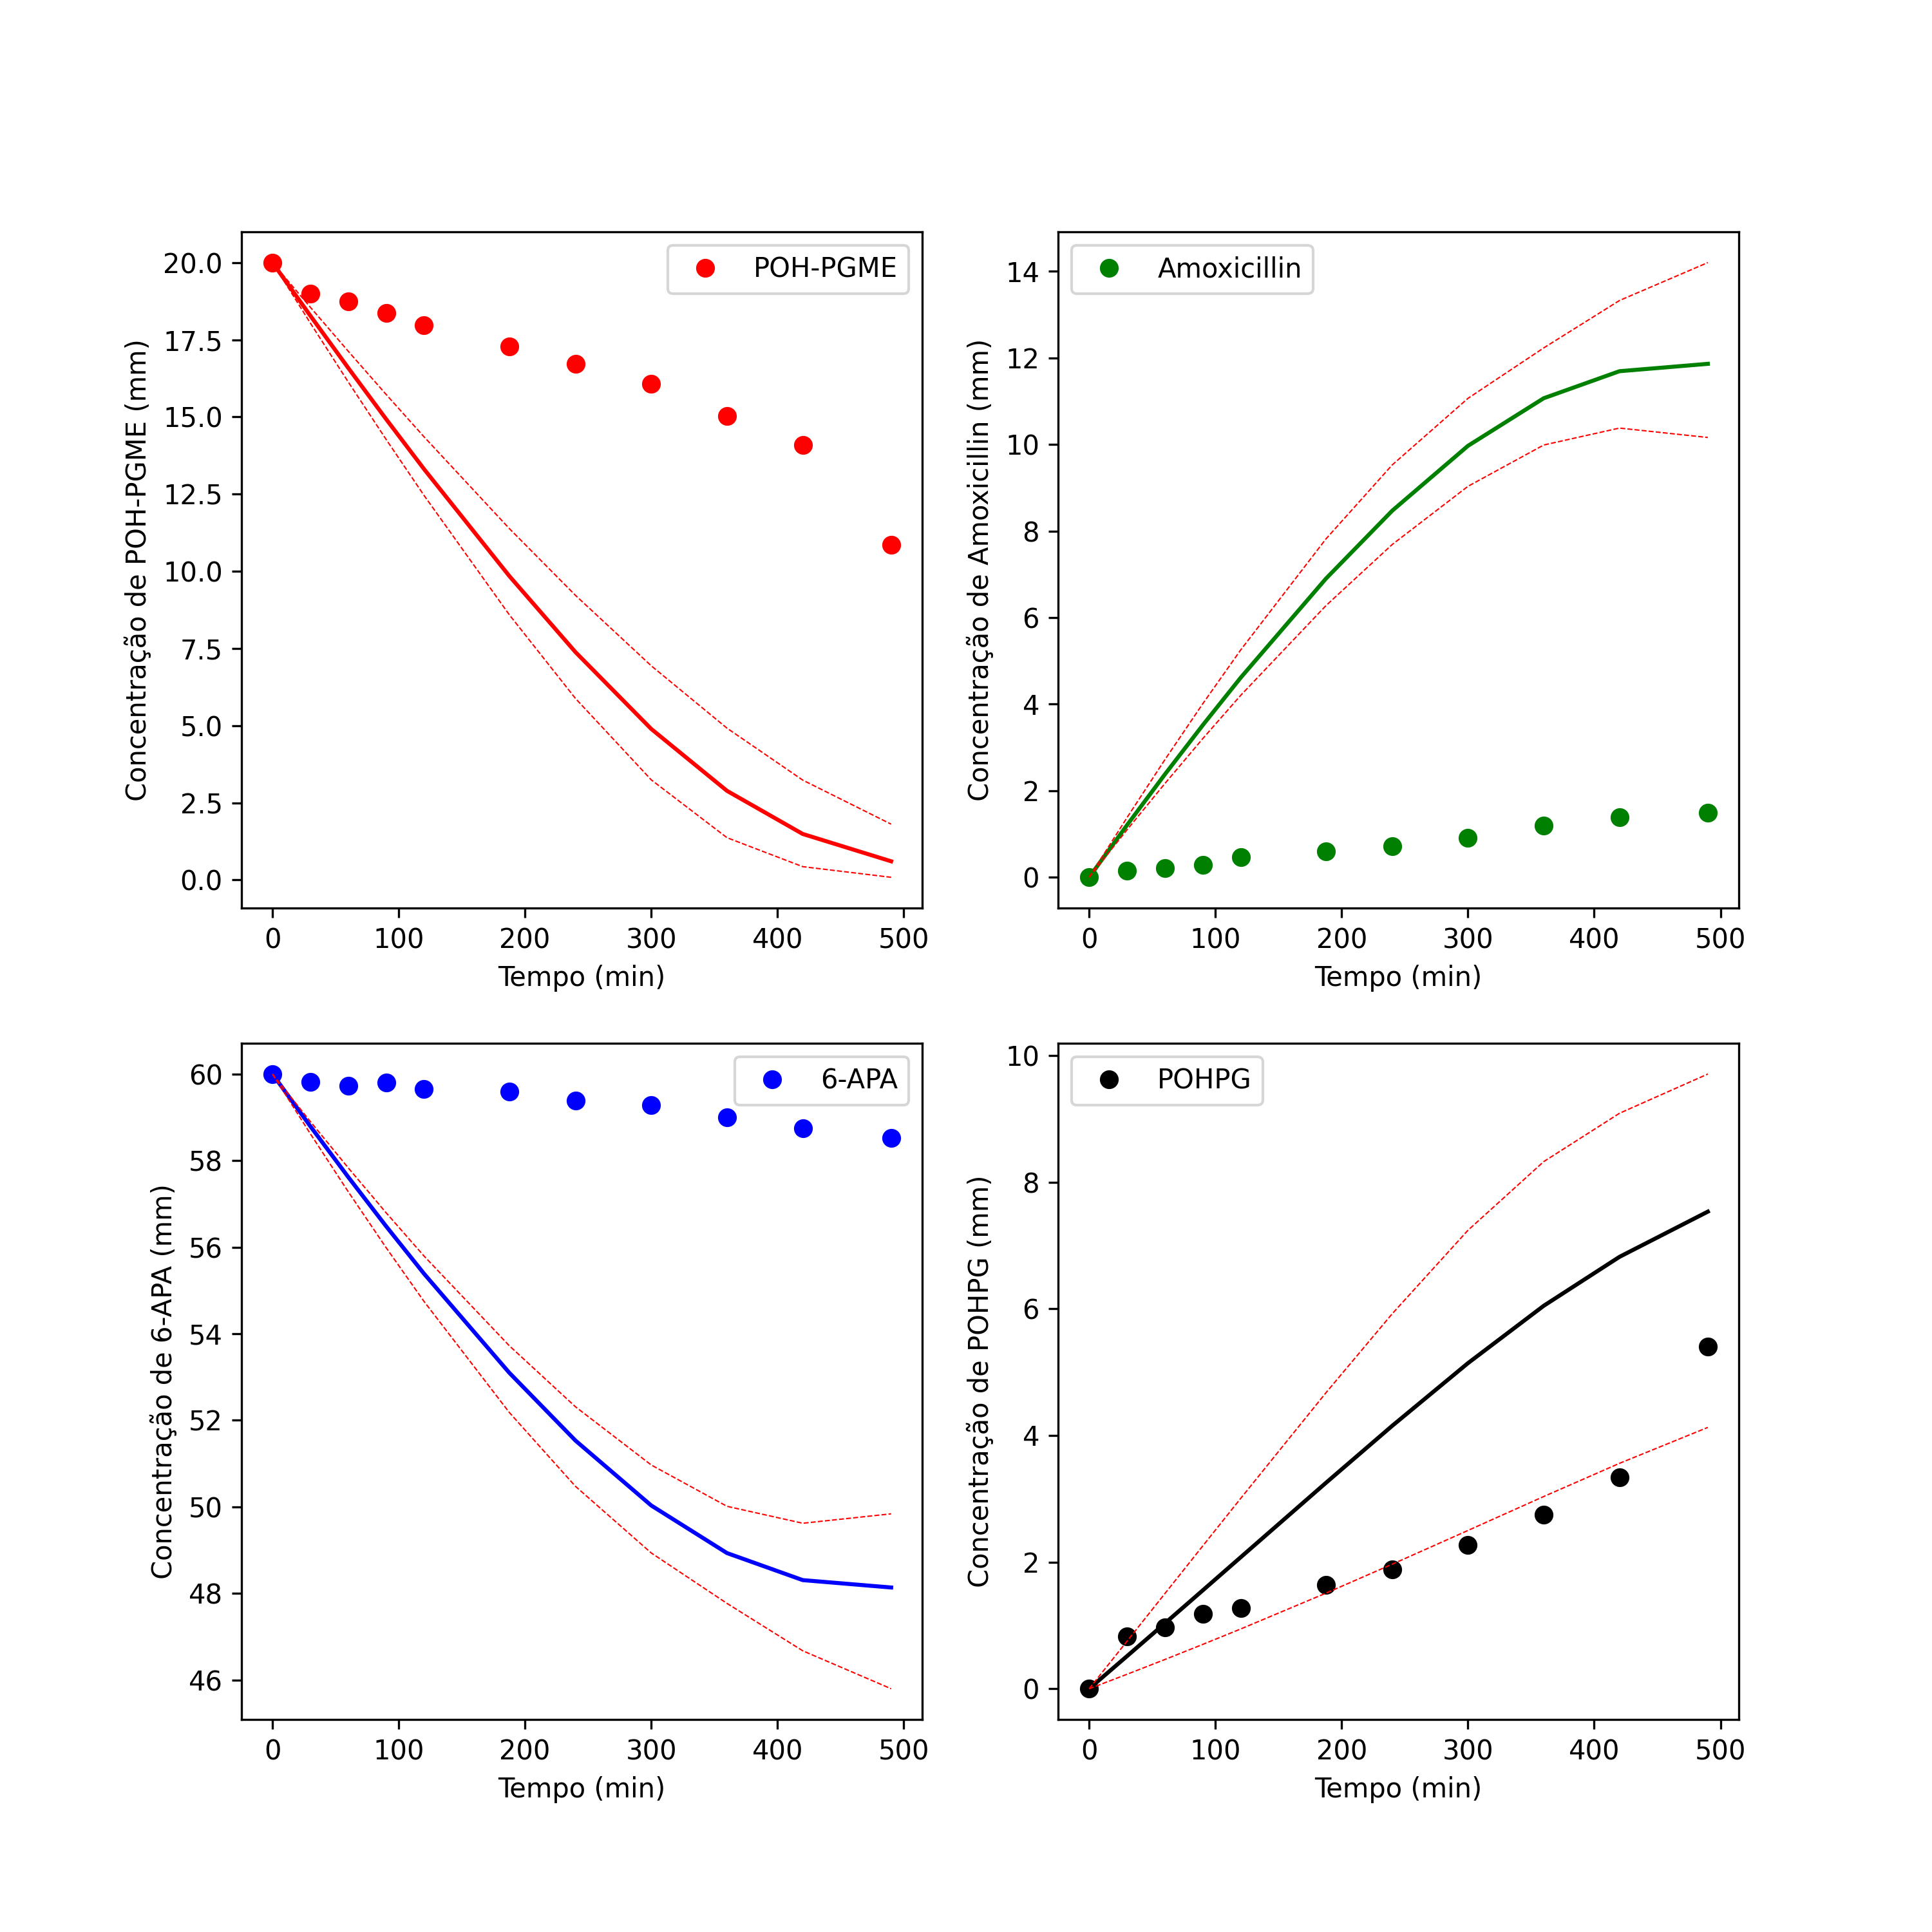 Concentração de POH-PGME (mm)
20.0
17.5
15.0
12.5
10.0
7.5
5.0
2.5
0.0
POH-PGME
0 100 200 300 400 500
Tempo (min)
Concentração de Amoxicillin (mm)
14
12
10
8
6
4
2
0
Amoxicillin
0 100 200 300 400 500
Tempo (min)
Concentração de 6-APA (mm)
60
58
56
54
52
50
48
46
6-APA
0 100 200 300 400 500
Tempo (min)
Concentração de POHPG (mm)
10
8
6
4
2
0
POHPG
0 100 200 300 400 500
Tempo (min)